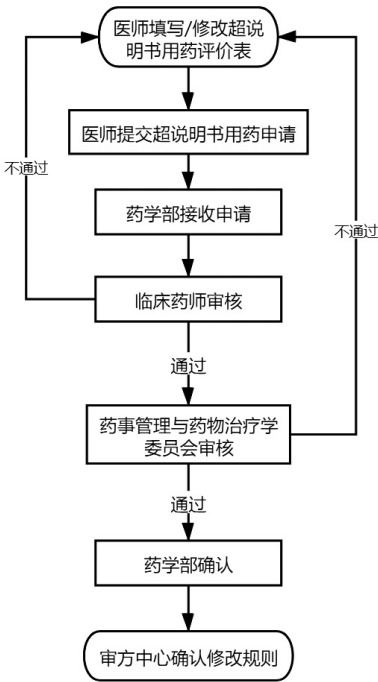 医师填写/修改超说
明书用药评价表
医师提交超说明书用药申请
不通过
药学部接收申请
不通过
临床药师审核
通过
药事管理与药物治疗学
委员会审核
通过
药学部确认
审方中心确认修改规则